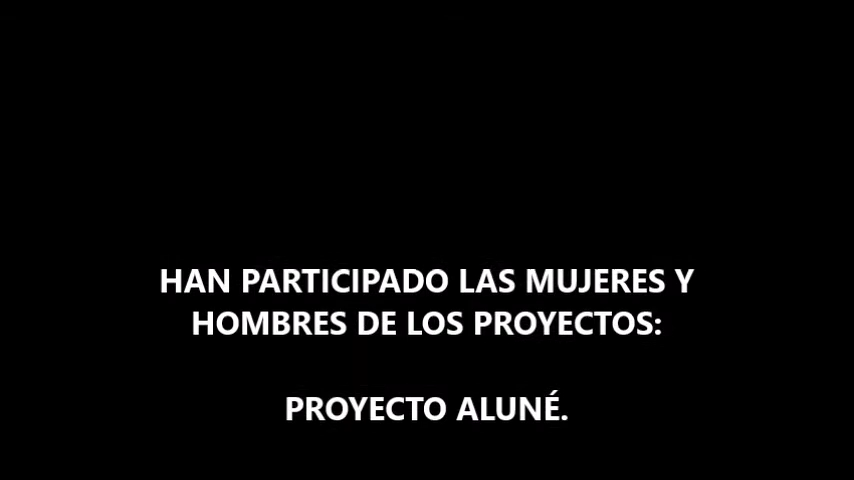 HAN PARTICIPADO LAS MUJERES Y
HOMBRES DE LOS PROYECTOS:
PROYECTO ALUNÉ.